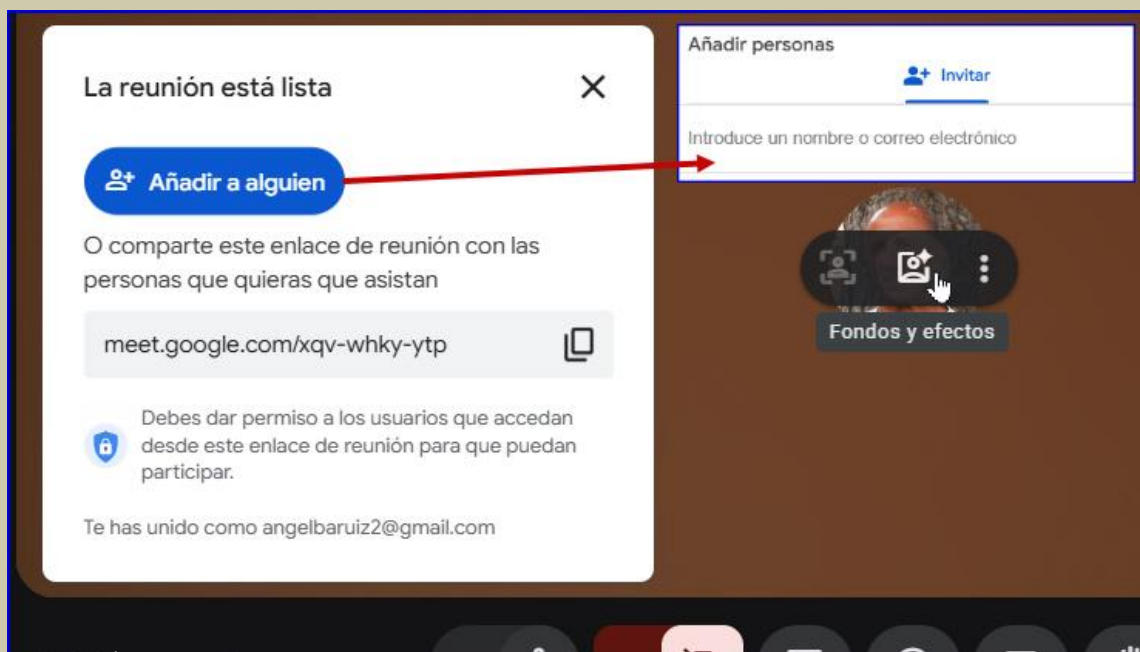 La reunión está lista
Añadir a alguien
O comparte este enlace de reunión con las
personas que quieras que asistan
meet.google.com/xqv-whky-ytp
Debes dar permiso a los usuarios que accedan
desde este enlace de reunión para que puedan
participar.
Te has unido como angelbaruiz2@gmail.com
Añadir personas
Invitar
Introduce un nombre o correo electrónico
Fondos y efectos